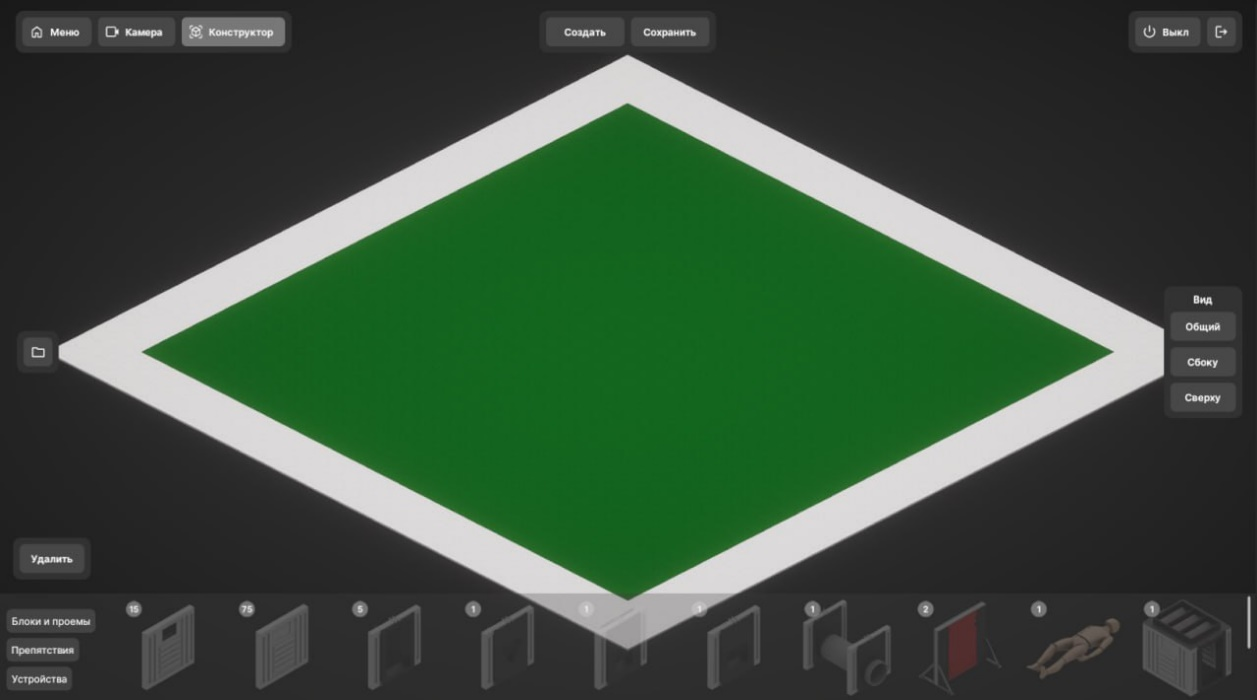 Меню
Камера
Конструктор
Создать
Сохранить
Выкл
Вид
Общий
Сбоку
Сверху
Удалить
Блоки и проемы
Препятствия
Устройства
15
75
5
1
1
1
1
2
1
1